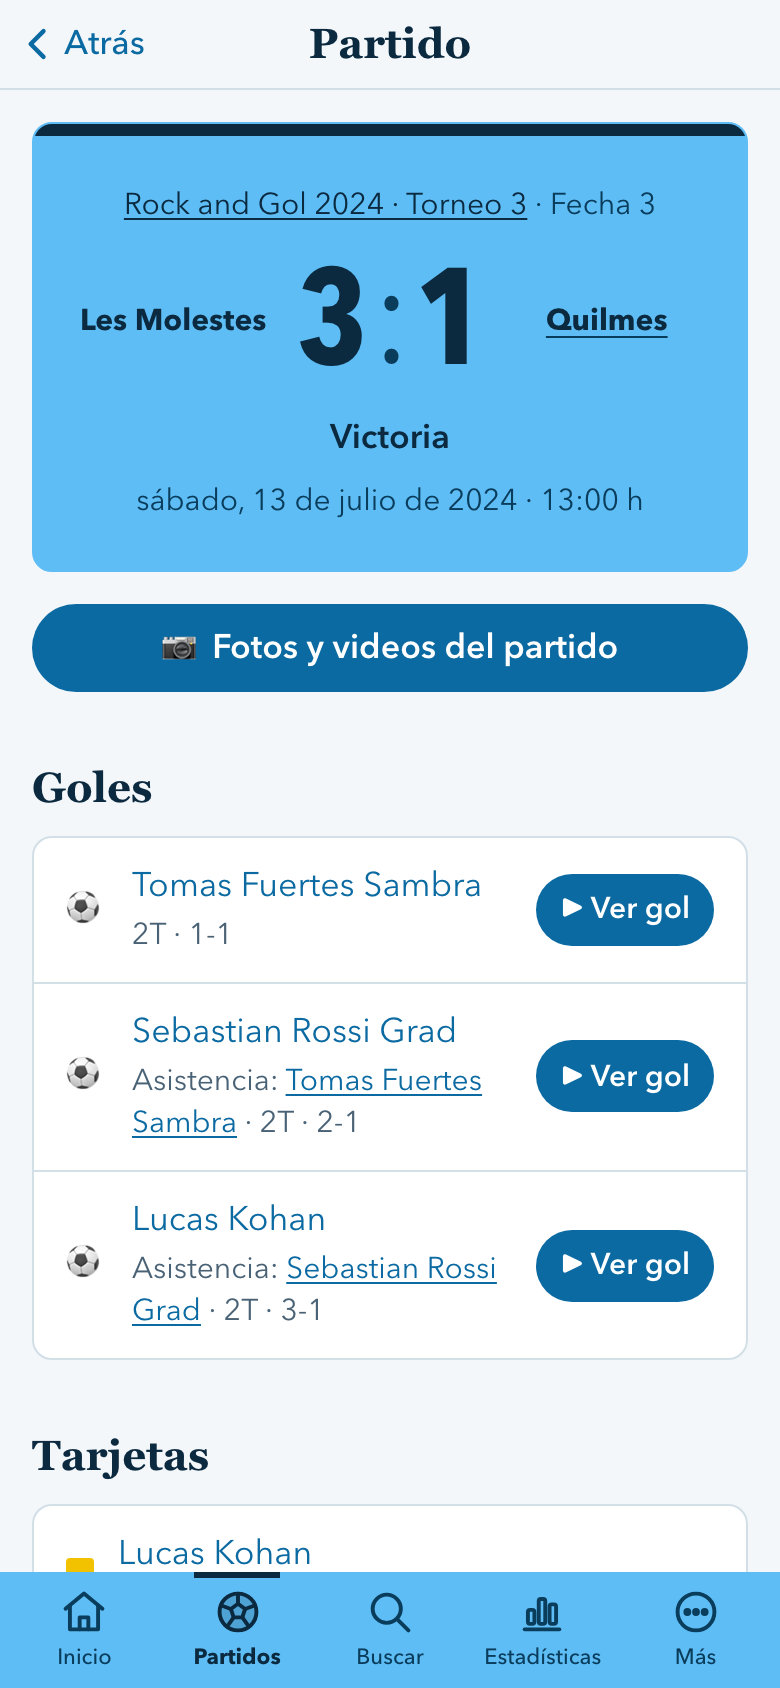 Atrás
Partido
Rock and Gol 2024 · Torneo 3 · Fecha 3
Les Molestes 3:1 Quilmes
Victoria
sábado, 13 de julio de 2024 · 13:00 h
Fotos y videos del partido
Goles
Tomas Fuertes Sambra
2T · 1-1
Ver gol
Sebastian Rossi Grad
Asistencia: Tomas Fuertes
Sambra · 2T · 2-1
Ver gol
Lucas Kohan
Asistencia: Sebastian Rossi
Grad · 2T · 3-1
Ver gol
Tarjetas
Lucas Kohan
Inicio
Partidos
Buscar
Estadísticas
Más